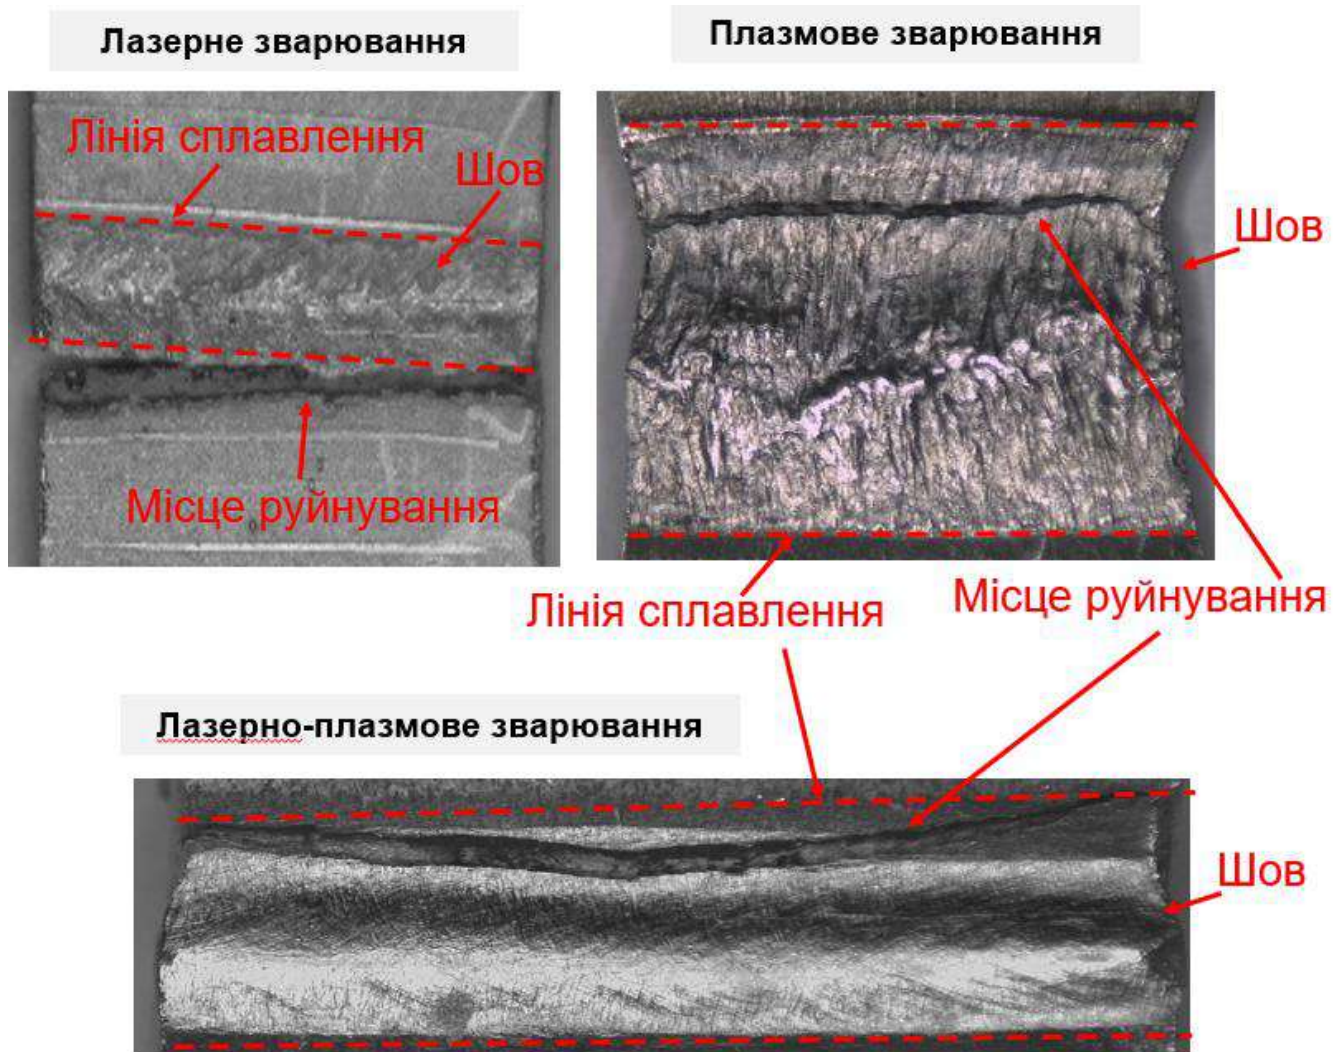 Лазерне зварювання
Плазмове зварювання
Лінія сплавлення
Шов
Шов
Місце руйнування
Лінія сплавлення
Місце руйнування
Лазерно-плазмове зварювання
Шов